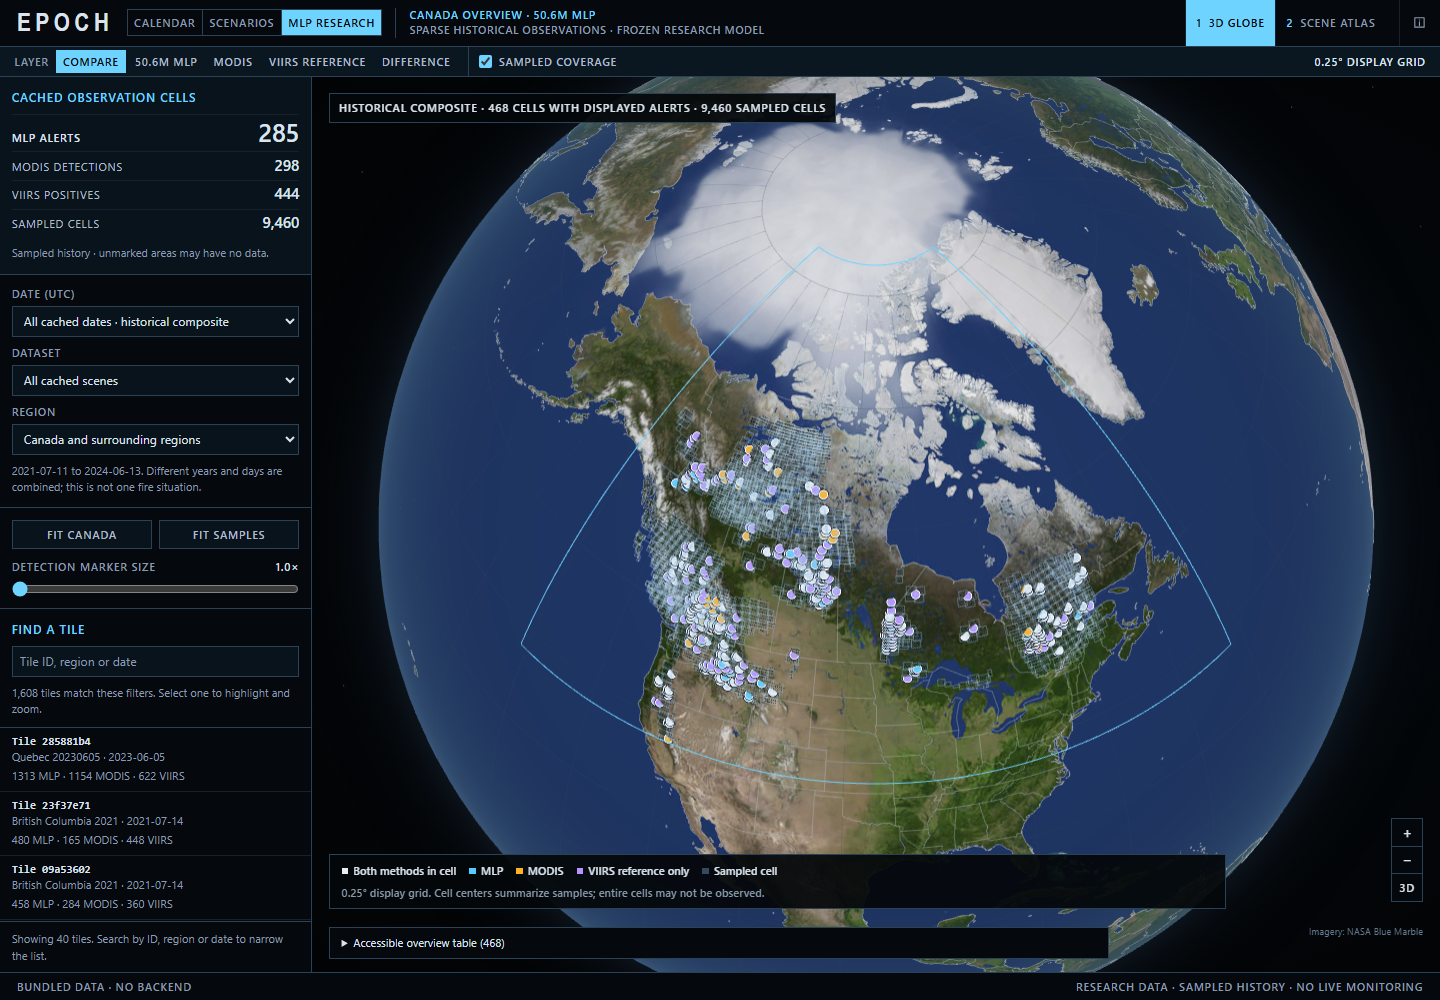 EPOCH
CALENDAR
SCENARIOS
MLP RESEARCH
CANADA OVERVIEW · 50.6M MLP
SPARSE HISTORICAL OBSERVATIONS · FROZEN RESEARCH MODEL
1 3D GLOBE
2 SCENE ATLAS
LAYER
COMPARE
50.6M MLP
MODIS
VIIRS REFERENCE
DIFFERENCE
SAMPLED COVERAGE
0.25° DISPLAY GRID
CACHED OBSERVATION CELLS
MLP ALERTS 285
MODIS DETECTIONS 298
VIIRS POSITIVES 444
SAMPLED CELLS 9,460
Sampled history · unmarked areas may have no data.
DATE (UTC)
All cached dates · historical composite
DATASET
All cached scenes
REGION
Canada and surrounding regions
2021-07-11 to 2024-06-13. Different years and days are
combined; this is not one fire situation.
FIT CANADA
FIT SAMPLES
DETECTION MARKER SIZE 1.0×
FIND A TILE
Tile ID, region or date
1,608 tiles match these filters. Select one to highlight and
zoom.
Tile 285881b4
Quebec 20230605 · 2023-06-05
1313 MLP · 1154 MODIS · 622 VIIRS
Tile 23f37e71
British Columbia 2021 · 2021-07-14
480 MLP · 165 MODIS · 448 VIIRS
Tile 09a53602
British Columbia 2021 · 2021-07-14
458 MLP · 284 MODIS · 360 VIIRS
Showing 40 tiles. Search by ID, region or date to narrow
the list.
HISTORICAL COMPOSITE · 468 CELLS WITH DISPLAYED ALERTS · 9,460 SAMPLED CELLS
Both methods in cell
MLP
MODIS
VIIRS reference only
Sampled cell
0.25° display grid. Cell centers summarize samples; entire cells may not be observed.
Accessible overview table (468)
+
−
3D
Imagery: NASA Blue Marble
BUNDLED DATA · NO BACKEND
RESEARCH DATA · SAMPLED HISTORY · NO LIVE MONITORING